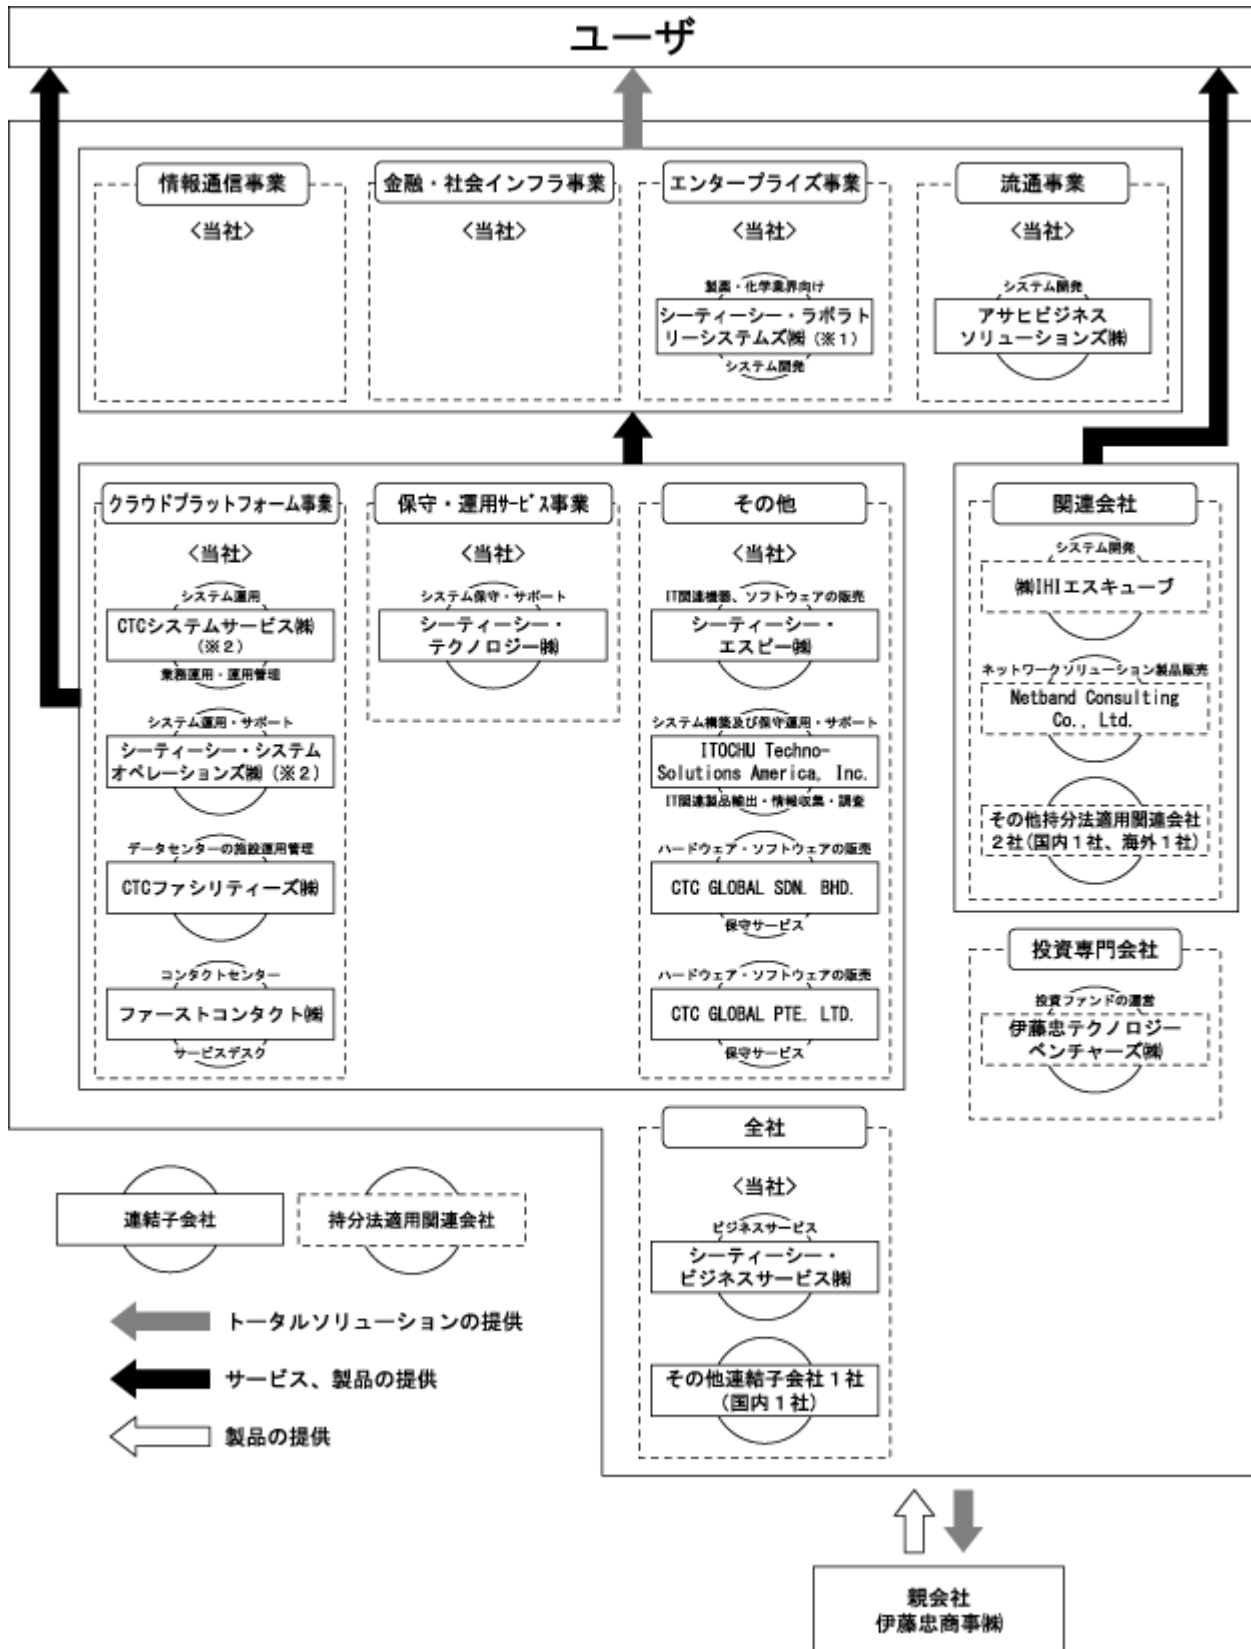 ユーザ
情報通信事業
〈当社〉
金融・社会インフラ事業
〈当社〉
エンタープライズ事業
〈当社〉
製薬・化学業界向け
シーティーシー・ラボラト
リーシステムズ㈱(※1)
システム開発
流通事業
〈当社〉
システム開発
アサヒビジネス
ソリューションズ㈱
クラウドプラットフォーム事業
〈当社〉
システム運用
CTCシステムサービス㈱
(※2)
業務運用・運用管理
システム運用・サポート
シーティーシー・システム
オペレーションズ㈱(※2)
データセンターの施設運用管理
CTCファシリティーズ㈱
コンタクトセンター
ファーストコンタクト㈱
サービスデスク
保守・運用ｻｰﾋﾞｽ事業
〈当社〉
システム保守・サポート
シーティーシー・
テクノロジー㈱
その他
〈当社〉
IT関連機器、ソフトウェアの販売
シーティーシー・
エスピー㈱
システム構築及び保守運用・サポート
ITOCHU Techno-
Solutions America, Inc.
IT関連製品輸出・情報収集・調査
ハードウェア・ソフトウェアの販売
CTC GLOBAL SDN. BHD.
保守サービス
ハードウェア・ソフトウェアの販売
CTC GLOBAL PTE. LTD.
保守サービス
関連会社
システム開発
㈱IHIエスキューブ
ネットワークソリューション製品販売
Netband Consulting
Co., Ltd.
その他持分法適用関連会社
2社(国内1社、海外1社)
投資専門会社
投資ファンドの運営
伊藤忠テクノロジー
ベンチャーズ㈱
全社
〈当社〉
ビジネスサービス
シーティーシー・
ビジネスサービス㈱
その他連結子会社1社
(国内1社)
連結子会社
持分法適用関連会社
トータルソリューションの提供
サービス、製品の提供
製品の提供
親会社
伊藤忠商事㈱